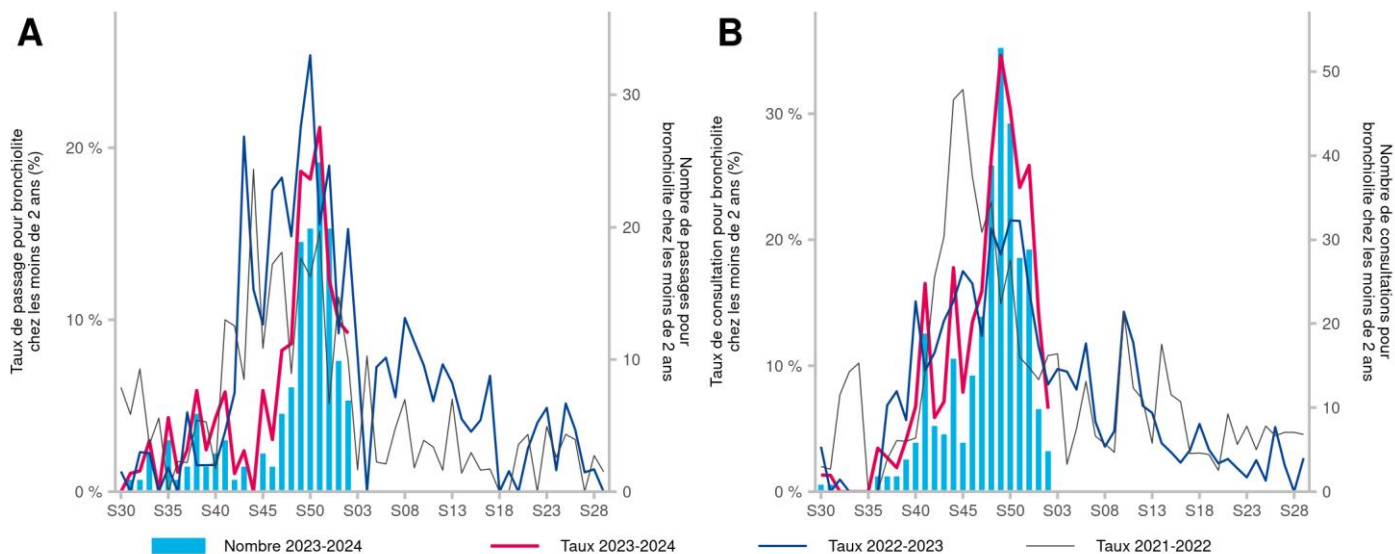 A
Taux de passage pour bronchiolite
chez les moins de 2 ans (%)
20 %
10 %
0 %
30
20
10
0
Nombre de passages pour
bronchiolite chez les moins de 2 ans
S30 S35 S40 S45 S50 S03 S08 S13 S18 S23 S28
B
Taux de consultation pour bronchiolite
chez les moins de 2 ans (%)
30 %
20 %
10 %
0 %
50
40
30
20
10
0
Nombre de consultations pour
bronchiolite chez les moins de 2 ans
S30 S35 S40 S45 S50 S03 S08 S13 S18 S23 S28
Nombre 2023-2024 Taux 2023-2024 Taux 2022-2023 Taux 2021-2022